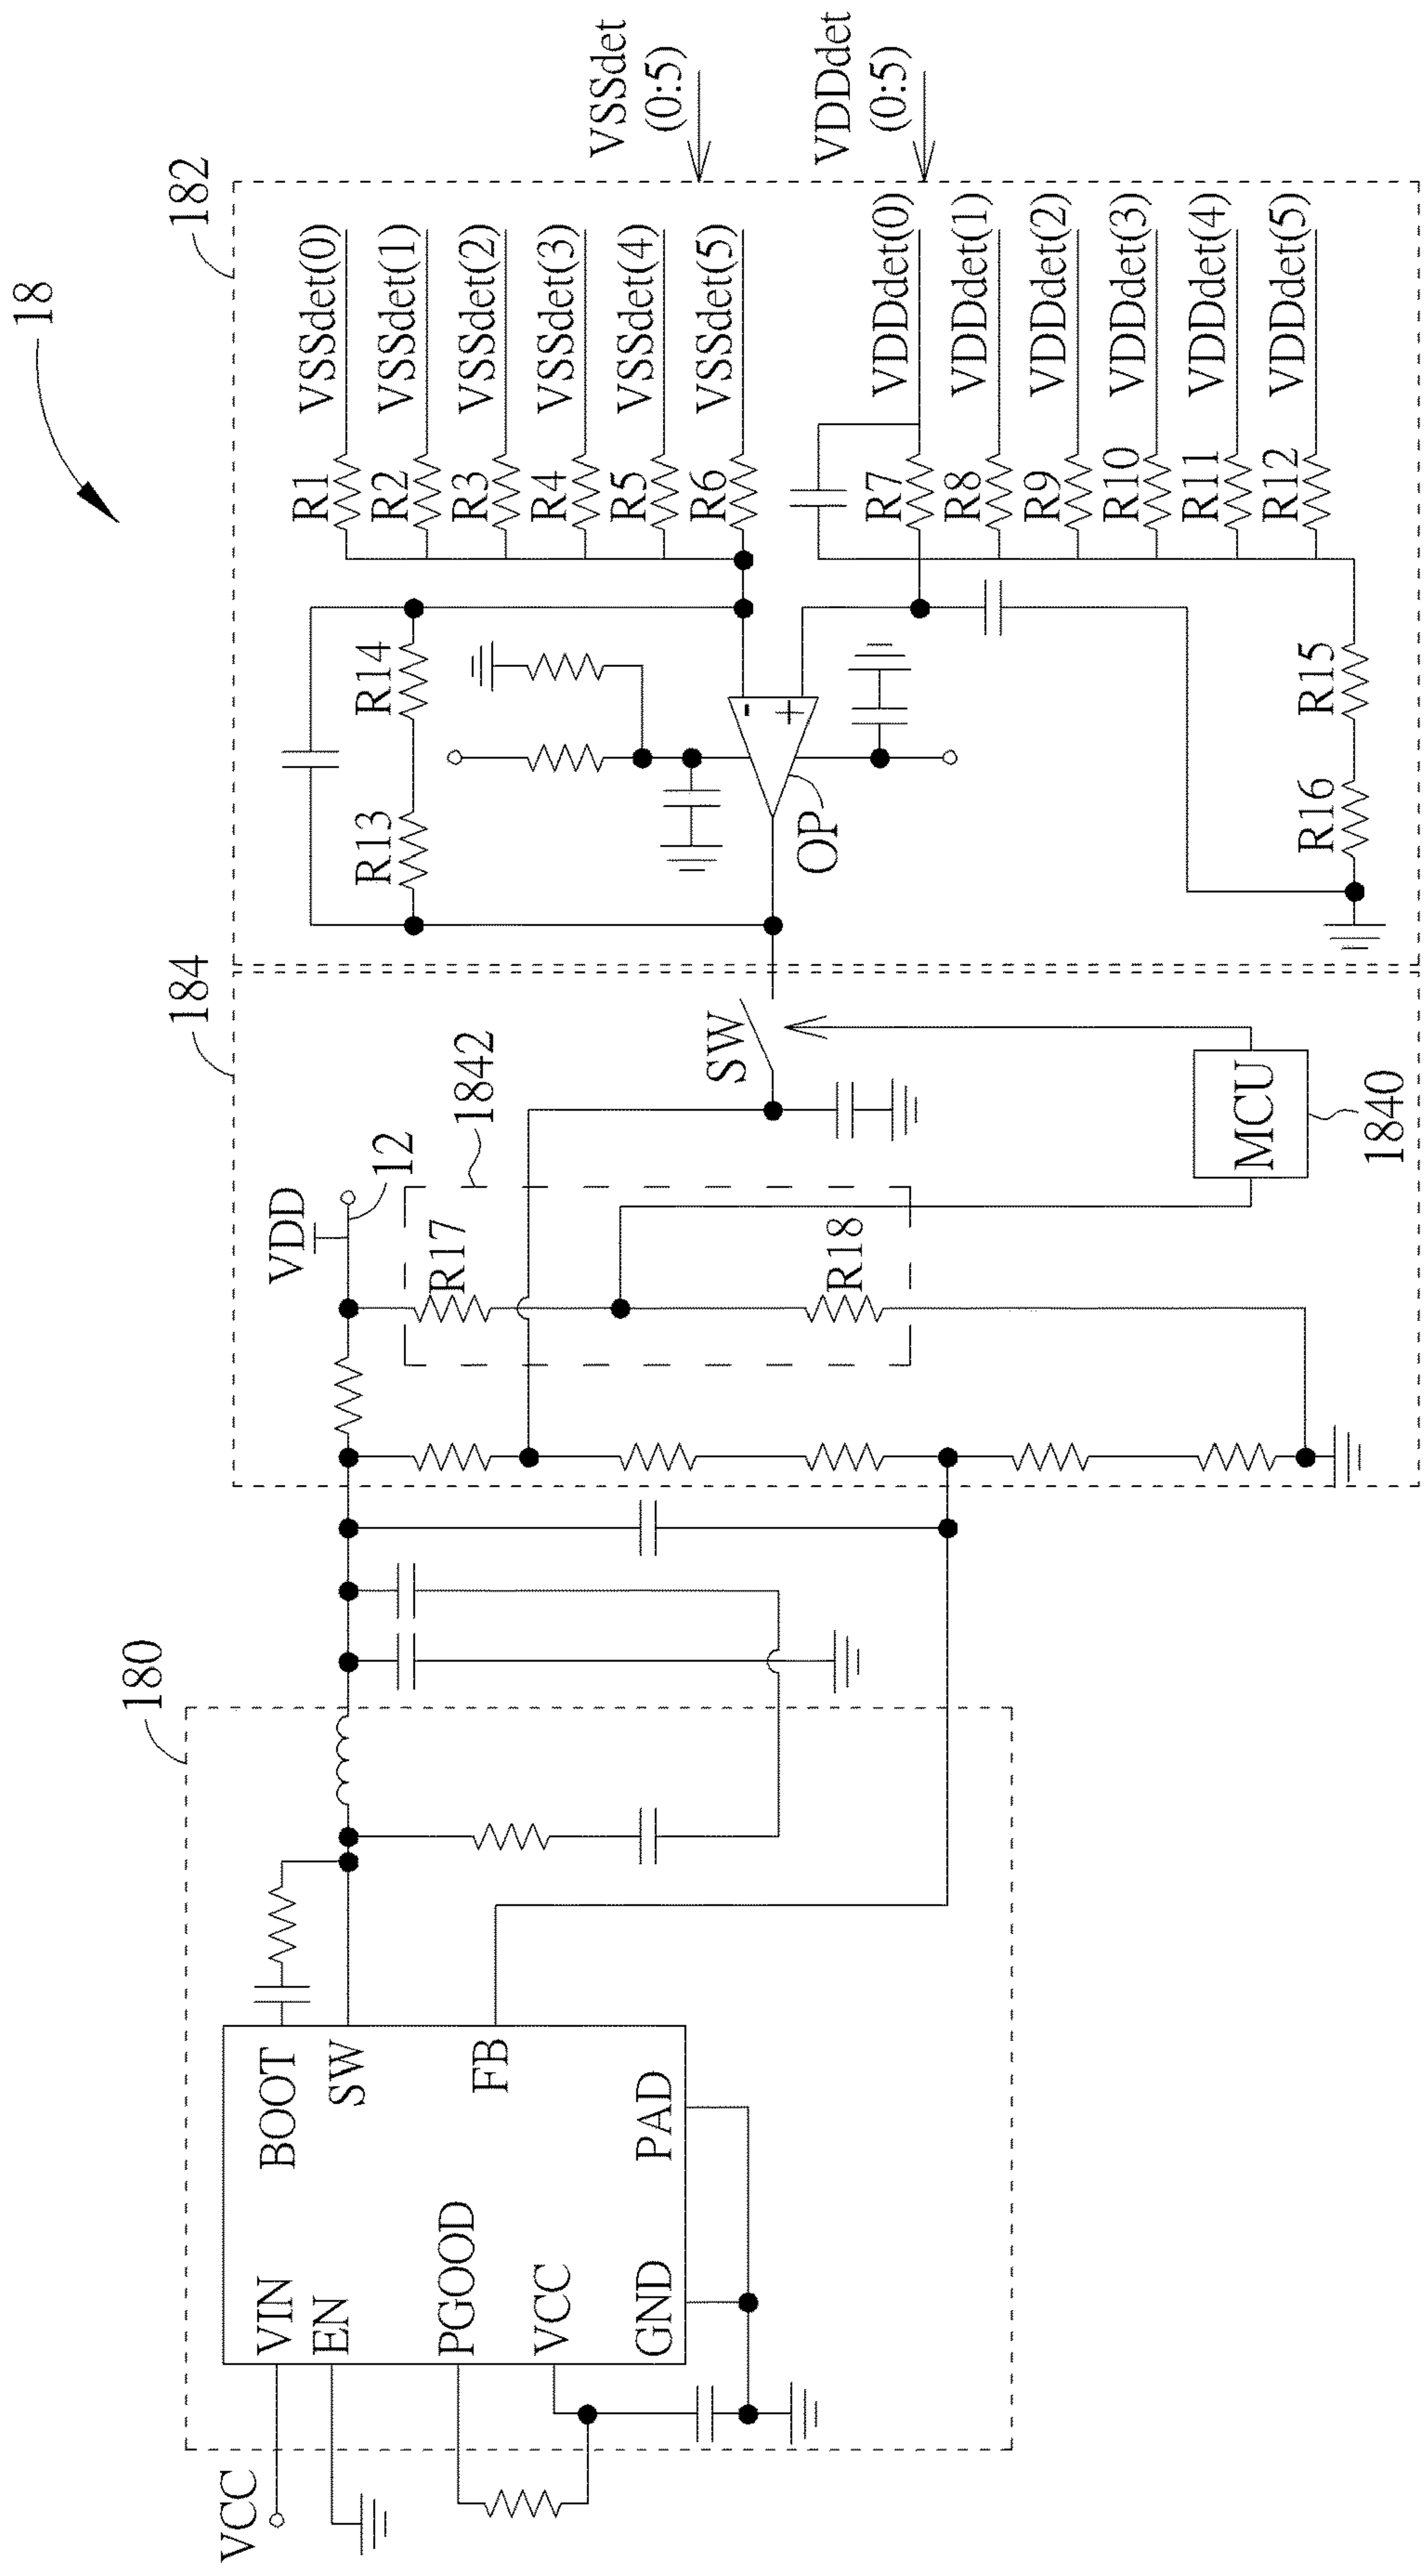 18
180
184
182
VCC
VIN
EN
PGOOD
VCC
GND
PAD
BOOT
SW
FB
VDD
12
R17
R18
1842
SW
MCU
1840
R13
R14
OP
R16
R15
R1
R2
R3
R4
R5
R6
R7
R8
R9
R10
R11
R12
VSSdet(0)
VSSdet(1)
VSSdet(2)
VSSdet(3)
VSSdet(4)
VSSdet(5)
VDDdet(0)
VDDdet(1)
VDDdet(2)
VDDdet(3)
VDDdet(4)
VDDdet(5)
-
+
VSSdet
(0:5)
VDDdet
(0:5)